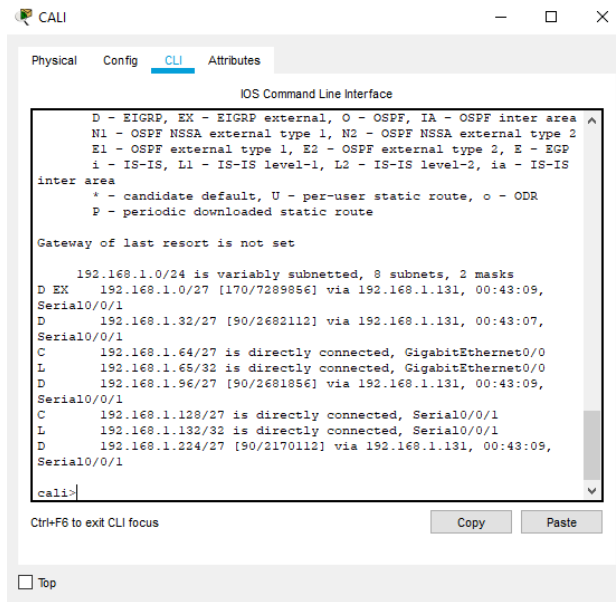 CALI
Physical Config CLI Attributes
IOS Command Line Interface
D - EIGRP, EX - EIGRP external, O - OSPF, IA - OSPF inter area
N1 - OSPF NSSA external type 1, N2 - OSPF NSSA external type 2
E1 - OSPF external type 1, E2 - OSPF external type 2, E - EGP
i - IS-IS, L1 - IS-IS level-1, L2 - IS-IS level-2, ia - IS-IS
inter area
* - candidate default, U - per-user static route, o - ODR
P - periodic downloaded static route
Gateway of last resort is not set
192.168.1.0/24 is variably subnetted, 8 subnets, 2 masks
D EX 192.168.1.0/27 [170/7289856] via 192.168.1.131, 00:43:09,
Serial0/0/1
D 192.168.1.32/27 [90/2682112] via 192.168.1.131, 00:43:07,
Serial0/0/1
C 192.168.1.64/27 is directly connected, GigabitEthernet0/0
L 192.168.1.65/32 is directly connected, GigabitEthernet0/0
D 192.168.1.96/27 [90/2681856] via 192.168.1.131, 00:43:09,
Serial0/0/1
C 192.168.1.128/27 is directly connected, Serial0/0/1
L 192.168.1.132/32 is directly connected, Serial0/0/1
D 192.168.1.224/27 [90/2170112] via 192.168.1.131, 00:43:09,
Serial0/0/1
cali>
Ctrl+F6 to exit CLI focus
Copy Paste
Top